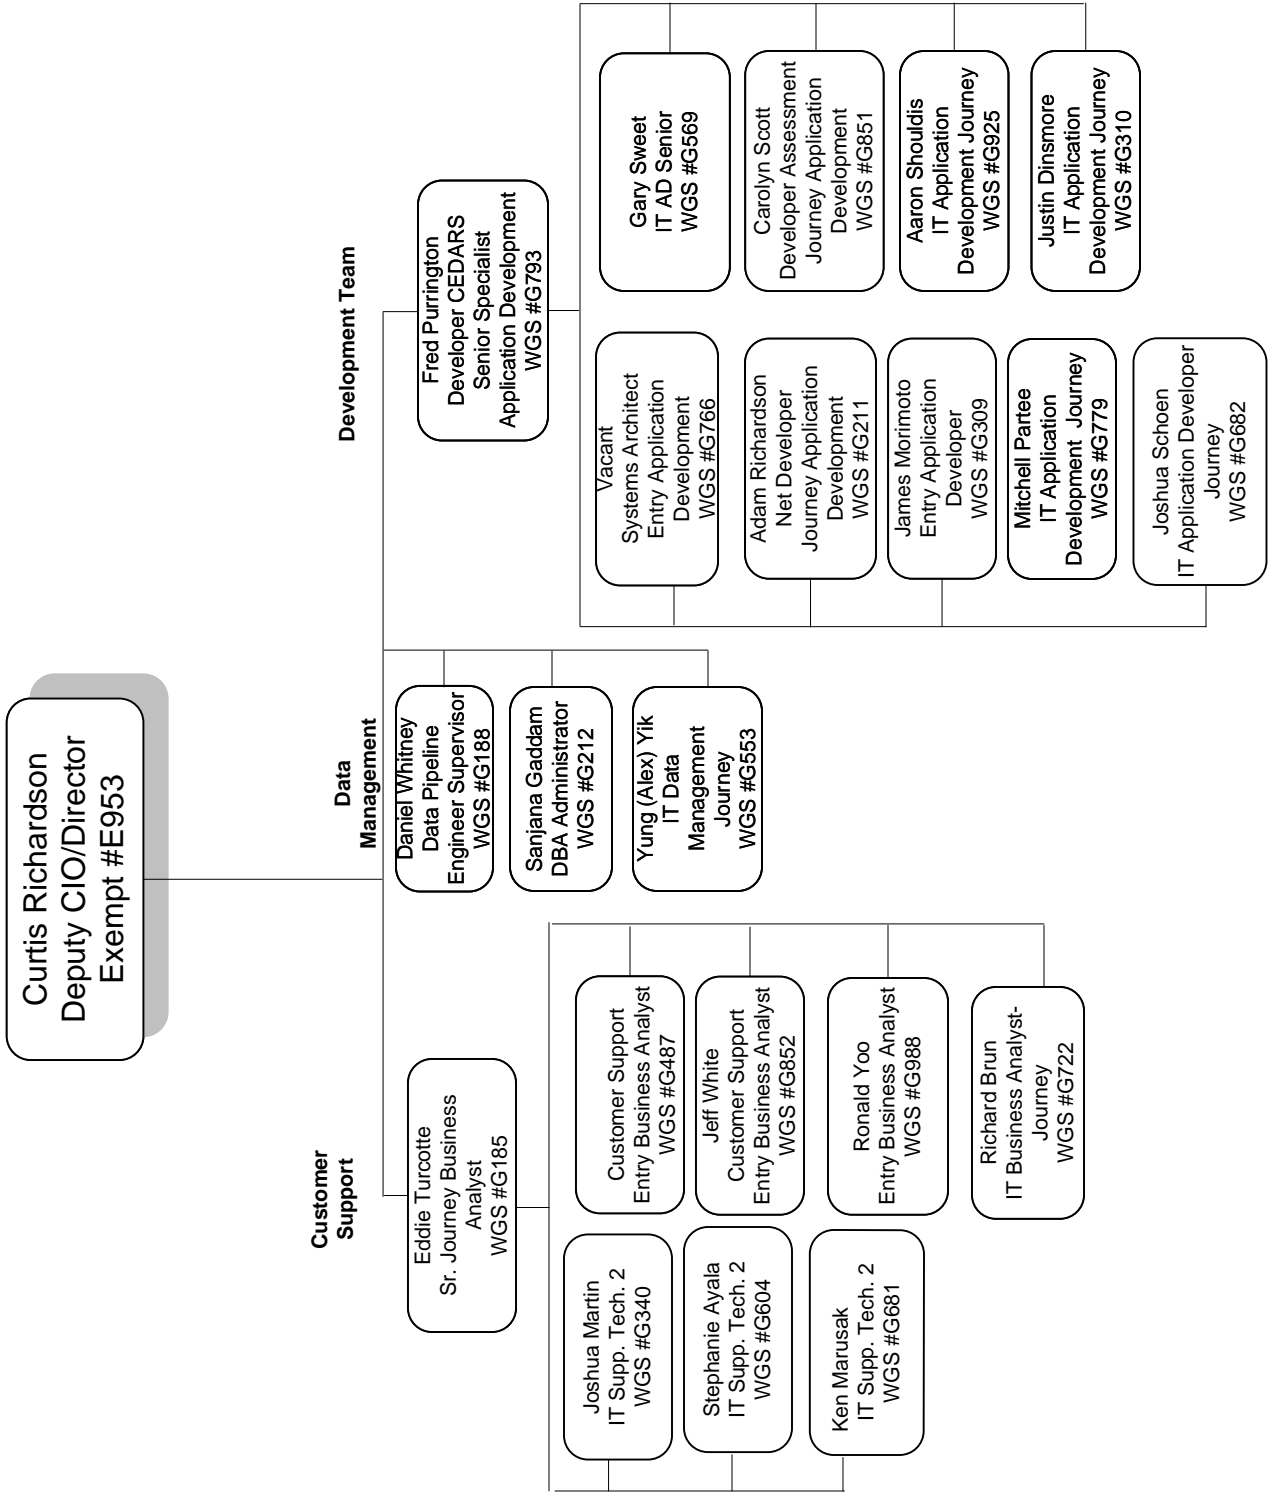 Curtis Richardson
Deputy CIO/Director
Exempt #E953
Customer
Support
Data
Management
Development Team
Eddie Turcotte
Sr. Journey Business
Analyst
WGS #G185
Joshua Martin
IT Supp. Tech. 2
WGS #G340
Stephanie Ayala
IT Supp. Tech. 2
WGS #G604
Ken Marusak
IT Supp. Tech. 2
WGS #G681
Customer Support
Entry Business Analyst
WGS #G487
Jeff White
Customer Support
Entry Business Analyst
WGS #G852
Ronald Yoo
Entry Business Analyst
WGS #G988
Richard Brun
IT Business Analyst-
Journey
WGS #G722
Daniel Whitney
Data Pipeline
Engineer Supervisor
WGS #G188
Sanjana Gaddam
DBA Administrator
WGS #G212
Yung (Alex) Yik
IT Data
Management
Journey
WGS #G553
Fred Purrington
Developer CEDARS
Senior Specialist
Application Development
WGS #G793
Vacant
Systems Architect
Entry Application
Development
WGS #G766
Adam Richardson
Net Developer
Journey Application
Development
WGS #G211
James Morimoto
Entry Application
Developer
WGS #G309
Mitchell Partee
IT Application
Development Journey
WGS #G779
Joshua Schoen
IT Application Developer
Journey
WGS #G682
Gary Sweet
IT AD Senior
WGS #G569
Carolyn Scott
Developer Assessment
Journey Application
Development
WGS #G851
Aaron Shouldis
IT Application
Development Journey
WGS #G925
Justin Dinsmore
IT Application
Development Journey
WGS #G310